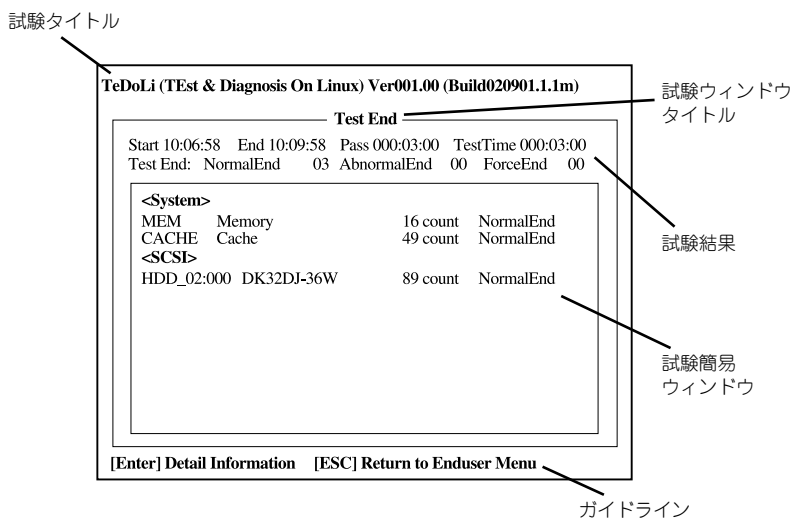 試験タイトル
TeDoLi (TEst & Diagnosis On Linux) Ver001.00 (Build020901.1.1m)
試験ウィンドウ
タイトル
Test End
Start 10:06:58 End 10:09:58 Pass 000:03:00 TestTime 000:03:00
Test End: NormalEnd 03 AbnormalEnd 00 ForceEnd 00
<System>
MEM Memory 16 count NormalEnd
CACHE Cache 49 count NormalEnd
<SCSI>
HDD_02:000 DK32DJ-36W 89 count NormalEnd
試験結果
試験簡易
ウィンドウ
[Enter] Detail Information [ESC] Return to Enduser Menu
ガイドライン